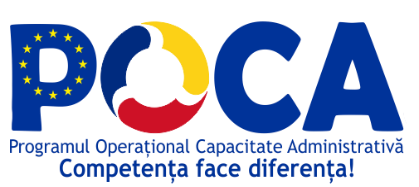 POCA
Programul Operațional Capacitate Administrativă
Competența face diferența!